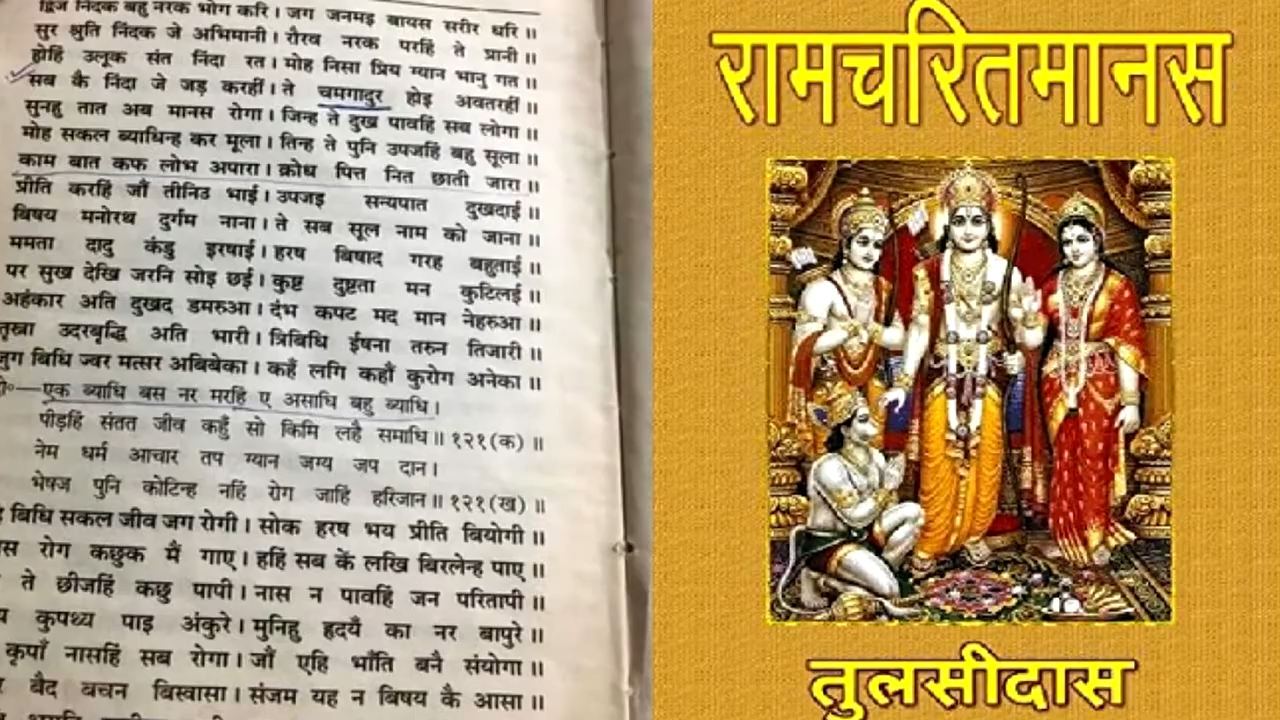 द्विज निंदक बहु नरक भोग करि। जग जनमइ बायस सरीर धरि॥
सुर श्रुति निंदक जे अभिमानी। रौरव नरक परहिं ते प्रानी॥
होहिं उलूक संत निंदा रत। मोह निसा प्रिय ग्यान भानु गत॥
सब कै निंदा जे जड़ करहीं। ते चमगादुर होइ अवतरहीं॥
सुनहु तात अब मानस रोगा। जिन्ह ते दुख पावहिं सब लोगा॥
मोह सकल ब्याधिन्ह कर मूला। तिन्ह ते पुनि उपजहिं बहु सूला॥
काम बात कफ लोभ अपारा। क्रोध पित्त नित छाती जारा॥
प्रीति करहिं जौं तीनिउ भाई। उपजइ सन्यपात दुखदाई॥
बिषय मनोरथ दुर्गम नाना। ते सब सूल नाम को जाना॥
ममता दादु कंडु इरषाई। हरष बिषाद गरह बहुताई॥
पर सुख देखि जरनि सोइ छई। कुष्ट दुष्टता मन कुटिलई॥
अहंकार अति दुखद डमरुआ। दंभ कपट मद मान नेहरुआ॥
तृस्ना उदरबृद्धि अति भारी। त्रिबिधि ईषना तरुन तिजारी॥
जुग बिधि ज्वर मत्सर अबिबेका। कहँ लगि कहौं कुरोग अनेका॥
दो०—एक ब्याधि बस नर मरहिं ए असाधि बहु ब्याधि।
पीड़हिं संतत जीव कहुँ सो किमि लहै समाधि॥ १२१(क)॥
नेम धर्म आचार तप ग्यान जग्य जप दान।
भेषज पुनि कोटिन्ह नहिं रोग जाहिं हरिजान॥ १२१(ख)॥
बिधि सकल जीव जग रोगी। सोक हरष भय प्रीति बियोगी॥
रोग कछुक मैं गाए। हहिं सब कें लखि बिरलेन्ह पाए॥
ते छीजहिं कछु पापी। नास न पावहिं जन परितापी॥
कुपथ्य पाइ अंकुरे। मुनिहु हृदयँ का नर बापुरे॥
कृपाँ नासहिं सब रोगा। जौं एहि भाँति बनै संयोगा॥
बैद बचन बिस्वासा। संजम यह न बिषय कै आसा॥
रामचरितमानस
तुलसीदास